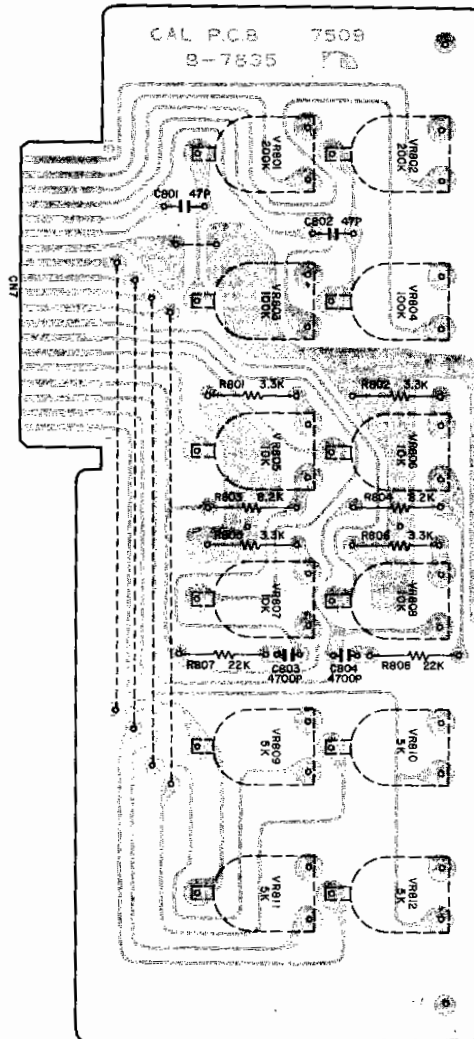 CAL P.C.B 7509
B-7835
VR801
200K
VR802
200K
C801 47P
C802 47P
CN7
VR803
100K
VR804
100K
R801 3.3K
R802 3.3K
VR805
10K
VR806
10K
R803 8.2K
R804 8.2K
R805 3.3K
R806 3.3K
VR807
10K
VR808
10K
R807 22K
C803
4700P
C804
4700P
R808 22K
VR809
5K
VR810
5K
VR811
5K
VR812
5K